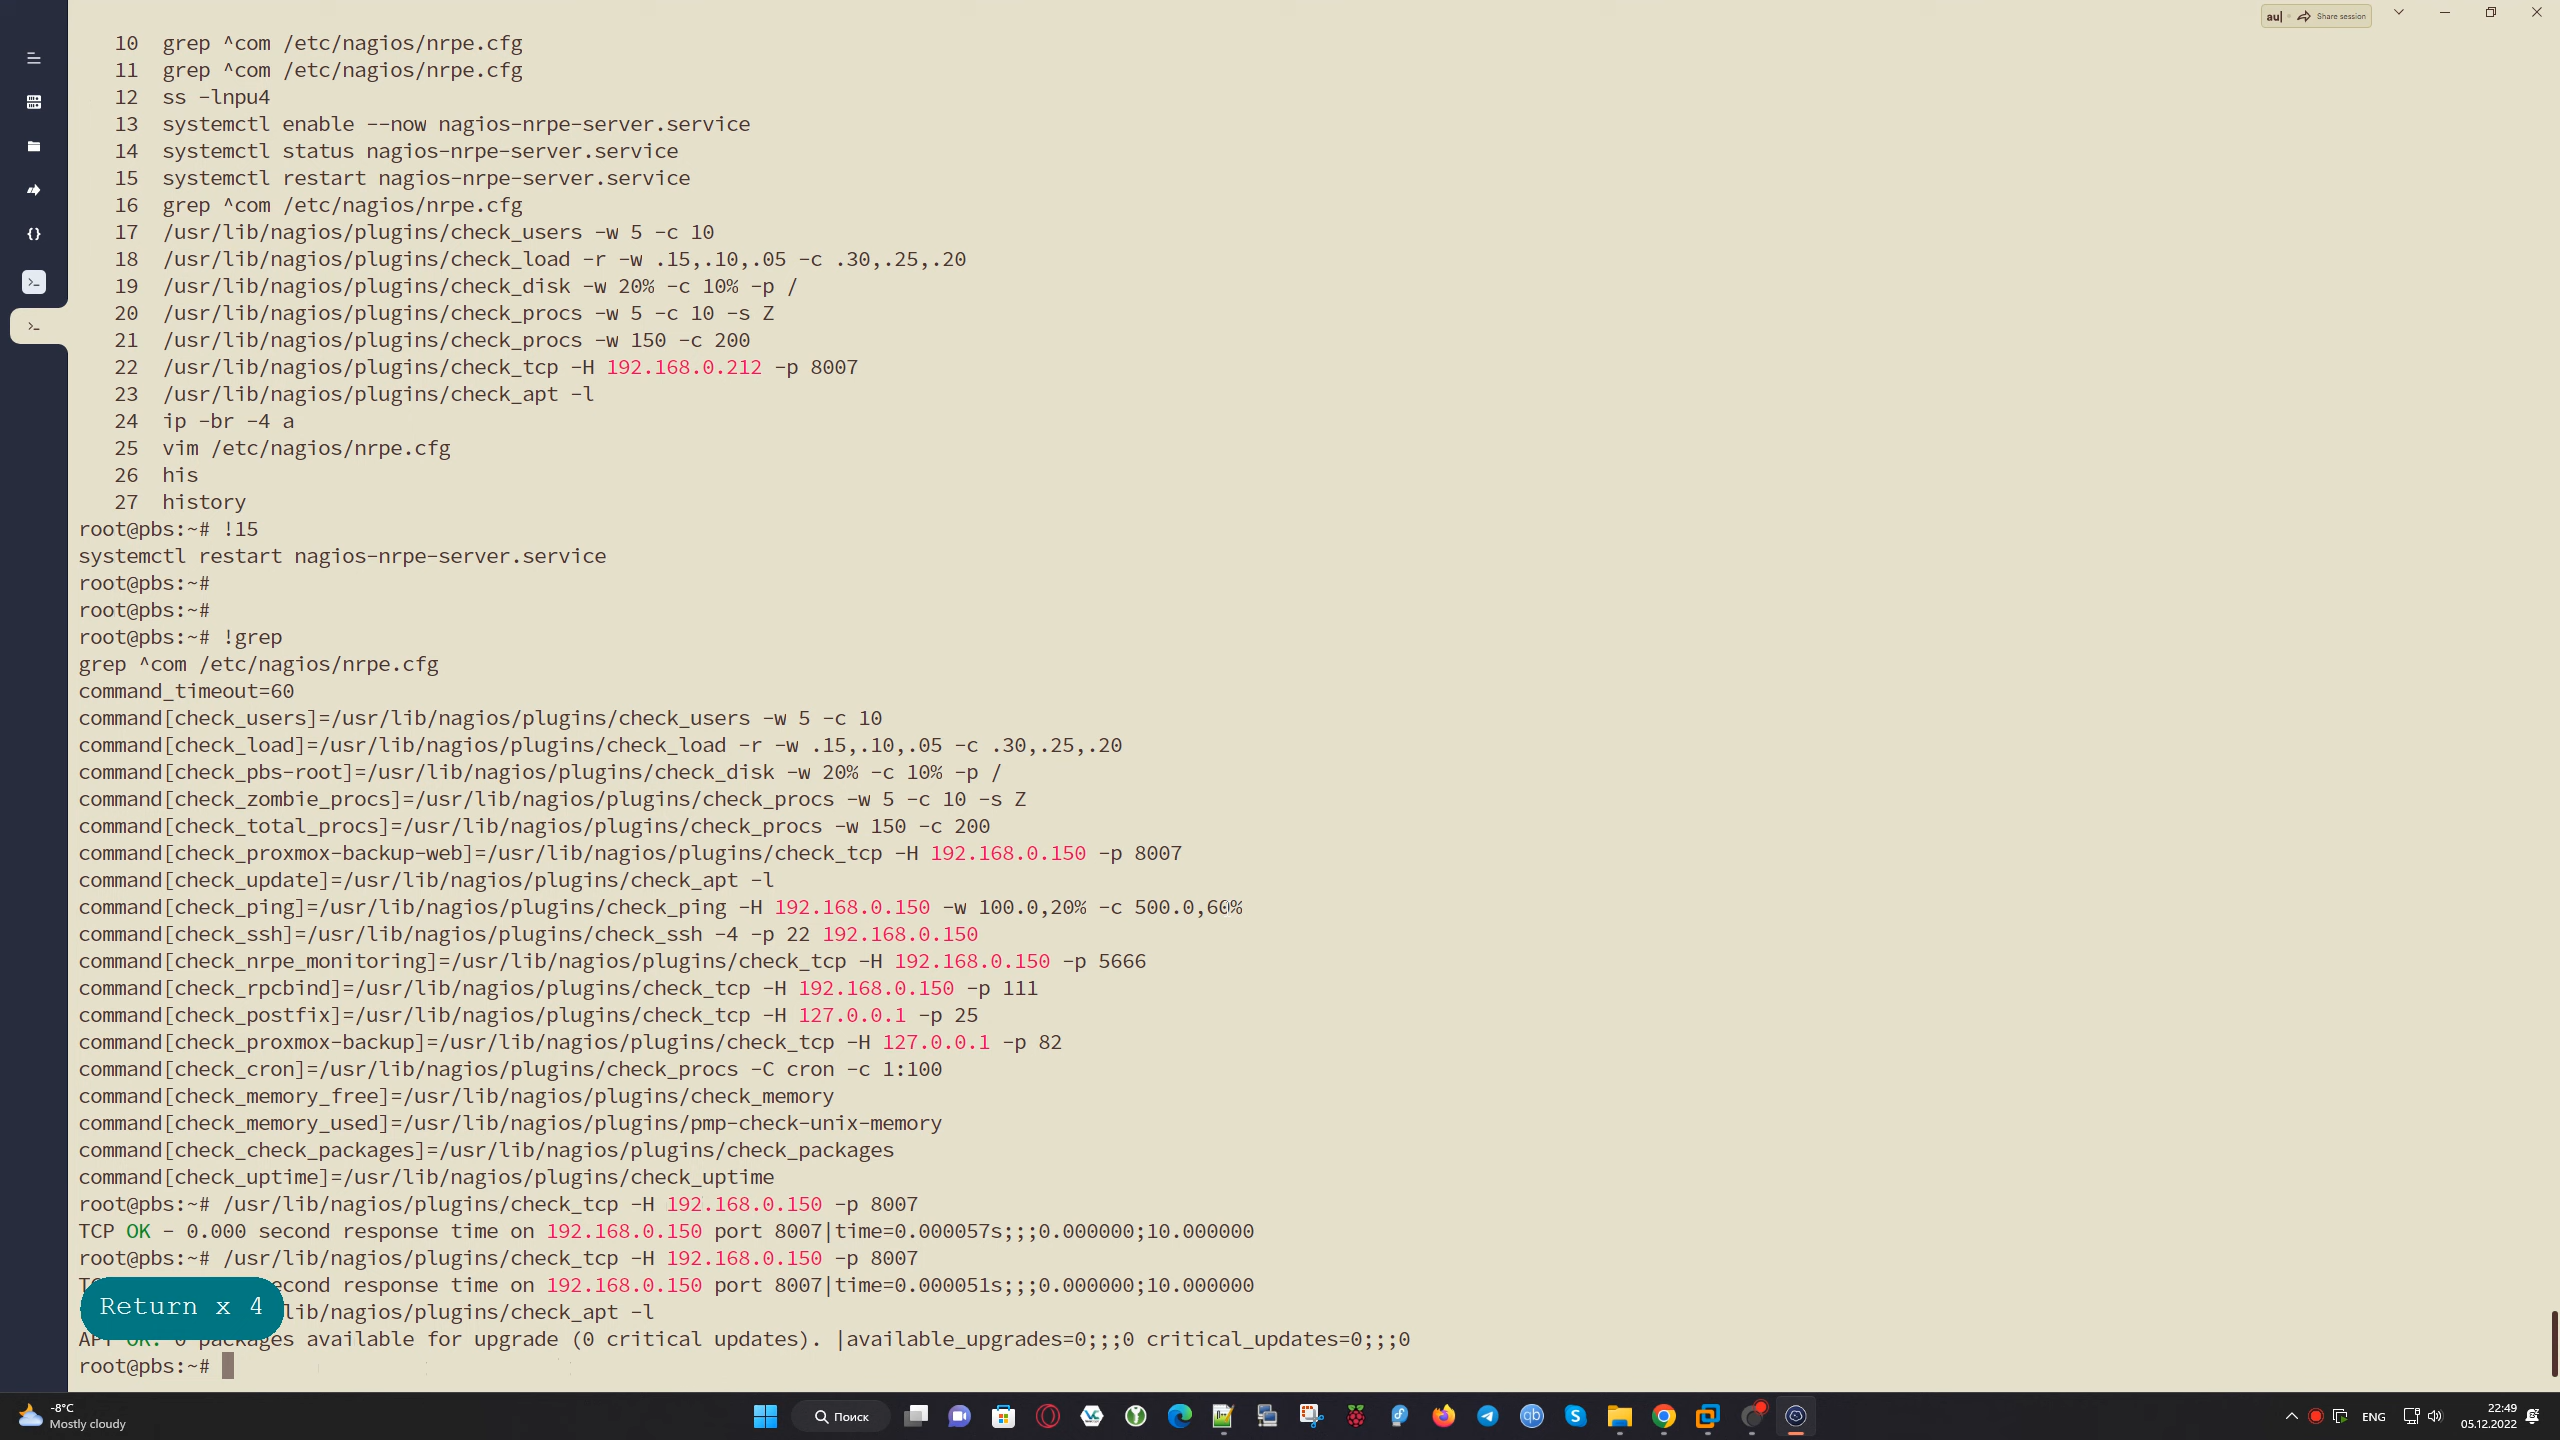 au| Share session
10 grep ^com /etc/nagios/nrpe.cfg
11 grep ^com /etc/nagios/nrpe.cfg
12 ss -lnpu4
13 systemctl enable --now nagios-nrpe-server.service
14 systemctl status nagios-nrpe-server.service
15 systemctl restart nagios-nrpe-server.service
16 grep ^com /etc/nagios/nrpe.cfg
17 /usr/lib/nagios/plugins/check_users -w 5 -c 10
18 /usr/lib/nagios/plugins/check_load -r -w .15,.10,.05 -c .30,.25,.20
19 /usr/lib/nagios/plugins/check_disk -w 20% -c 10% -p /
20 /usr/lib/nagios/plugins/check_procs -w 5 -c 10 -s Z
21 /usr/lib/nagios/plugins/check_procs -w 150 -c 200
22 /usr/lib/nagios/plugins/check_tcp -H 192.168.0.212 -p 8007
23 /usr/lib/nagios/plugins/check_apt -l
24 ip -br -4 a
25 vim /etc/nagios/nrpe.cfg
26 his
27 history
root@pbs:~# !15
systemctl restart nagios-nrpe-server.service
root@pbs:~#
root@pbs:~#
root@pbs:~# !grep
grep ^com /etc/nagios/nrpe.cfg
command_timeout=60
command[check_users]=/usr/lib/nagios/plugins/check_users -w 5 -c 10
command[check_load]=/usr/lib/nagios/plugins/check_load -r -w .15,.10,.05 -c .30,.25,.20
command[check_pbs-root]=/usr/lib/nagios/plugins/check_disk -w 20% -c 10% -p /
command[check_zombie_procs]=/usr/lib/nagios/plugins/check_procs -w 5 -c 10 -s Z
command[check_total_procs]=/usr/lib/nagios/plugins/check_procs -w 150 -c 200
command[check_proxmox-backup-web]=/usr/lib/nagios/plugins/check_tcp -H 192.168.0.150 -p 8007
command[check_update]=/usr/lib/nagios/plugins/check_apt -l
command[check_ping]=/usr/lib/nagios/plugins/check_ping -H 192.168.0.150 -w 100.0,20% -c 500.0,60%
command[check_ssh]=/usr/lib/nagios/plugins/check_ssh -4 -p 22 192.168.0.150
command[check_nrpe_monitoring]=/usr/lib/nagios/plugins/check_tcp -H 192.168.0.150 -p 5666
command[check_rpcbind]=/usr/lib/nagios/plugins/check_tcp -H 192.168.0.150 -p 111
command[check_postfix]=/usr/lib/nagios/plugins/check_tcp -H 127.0.0.1 -p 25
command[check_proxmox-backup]=/usr/lib/nagios/plugins/check_tcp -H 127.0.0.1 -p 82
command[check_cron]=/usr/lib/nagios/plugins/check_procs -C cron -c 1:100
command[check_memory_free]=/usr/lib/nagios/plugins/check_memory
command[check_memory_used]=/usr/lib/nagios/plugins/pmp-check-unix-memory
command[check_check_packages]=/usr/lib/nagios/plugins/check_packages
command[check_uptime]=/usr/lib/nagios/plugins/check_uptime
root@pbs:~# /usr/lib/nagios/plugins/check_tcp -H 192.168.0.150 -p 8007
TCP OK - 0.000 second response time on 192.168.0.150 port 8007|time=0.000057s;;;0.000000;10.000000
root@pbs:~# /usr/lib/nagios/plugins/check_tcp -H 192.168.0.150 -p 8007
response time on 192.168.0.150 port 8007|time=0.000051s;;;0.000000;10.000000
Return x 4
lib/nagios/plugins/check_apt -l
packages available for upgrade (0 critical updates). |available_upgrades=0;;;0 critical_updates=0;;;0
root@pbs:~#
-8°C
Mostly cloudy
Поиск
ENG
22:49
05.12.2022